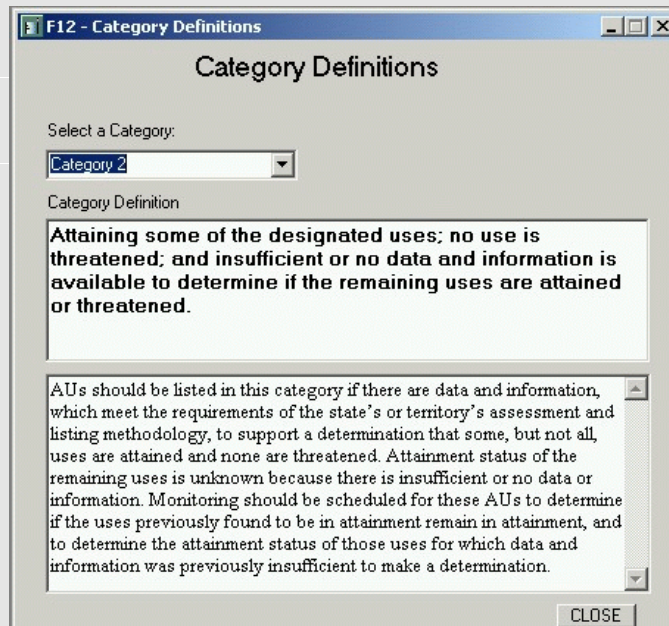 F12 - Category Definitions
Category Definitions
Select a Category:
Category 2
Category Definition
Attaining some of the designated uses; no use is
threatened; and insufficient or no data and information is
available to determine if the remaining uses are attained
or threatened.
AUs should be listed in this category if there are data and information,
which meet the requirements of the state's or territory's assessment and
listing methodology, to support a determination that some, but not all,
uses are attained and none are threatened. Attainment status of the
remaining uses is unknown because there is insufficient or no data or
information. Monitoring should be scheduled for these AUs to determine
if the uses previously found to be in attainment remain in attainment, and
to determine the attainment status of those uses for which data and
information was previously insufficient to make a determination.
CLOSE